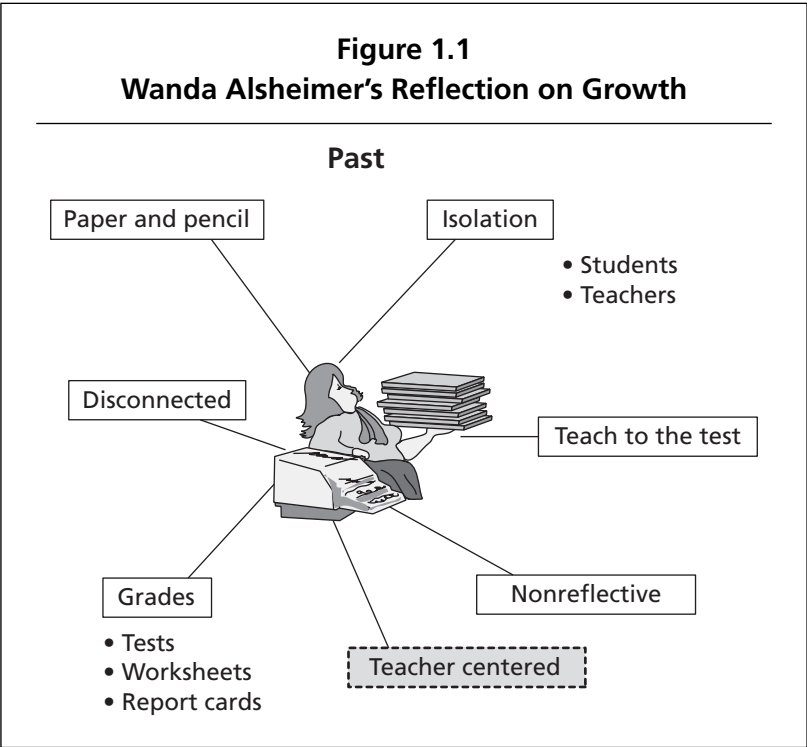 Figure 1.1
Wanda Alsheimer’s Reflection on Growth
Past
Paper and pencil
Isolation
• Students
• Teachers
Disconnected
Teach to the test
Grades
• Tests
• Worksheets
• Report cards
Nonreflective
Teacher centered